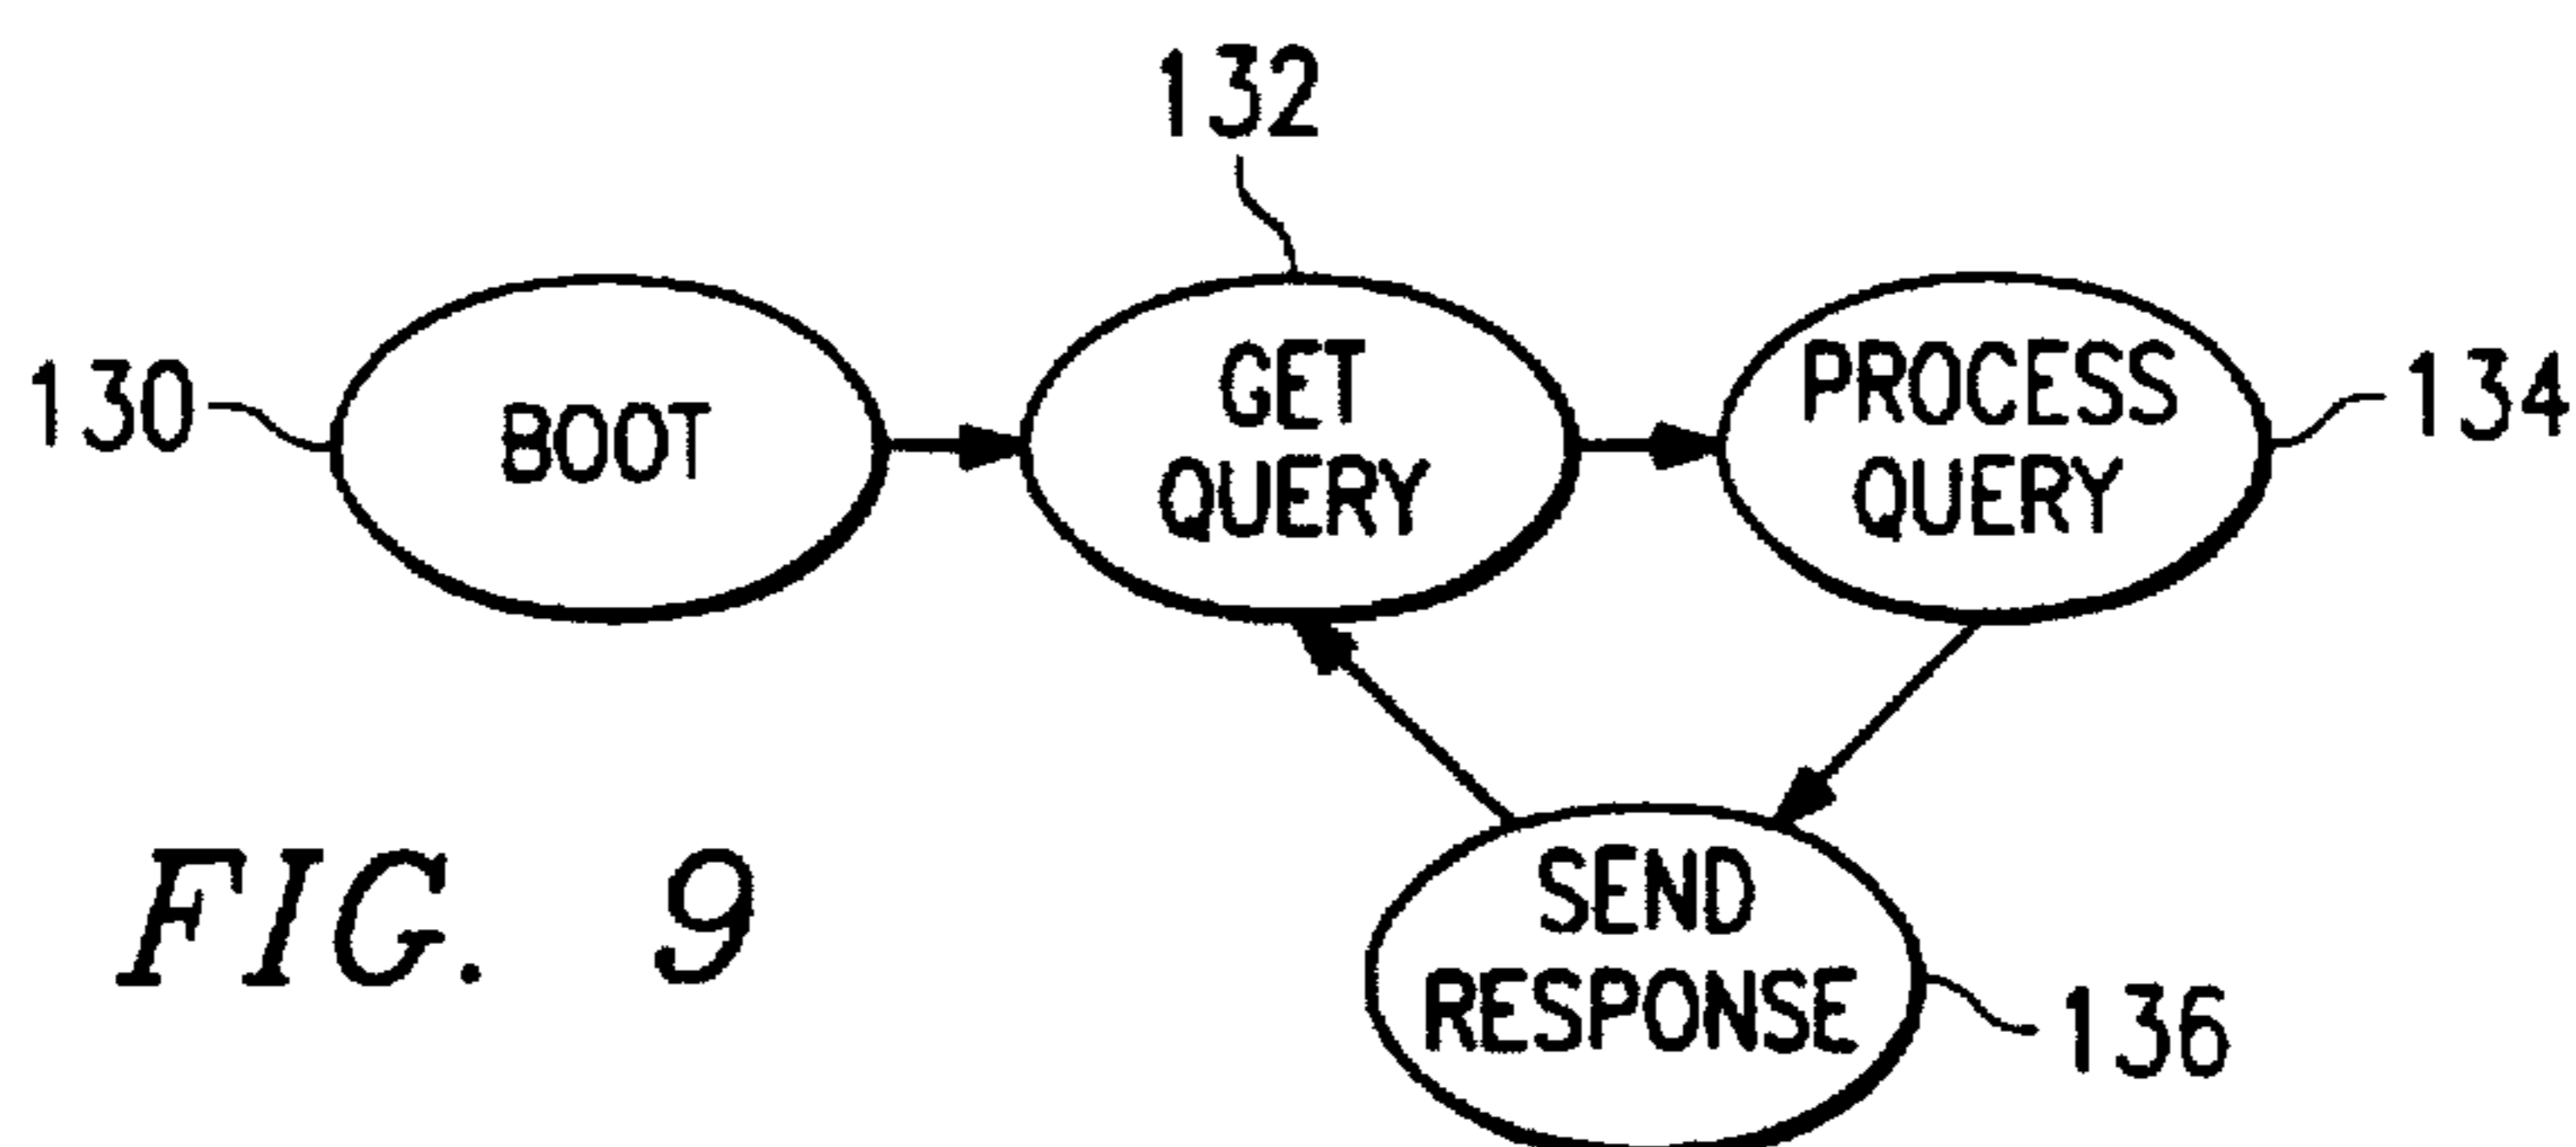 132
130
BOOT
GET
QUERY
PROCESS
QUERY
134
SEND
RESPONSE
136
FIG. 9